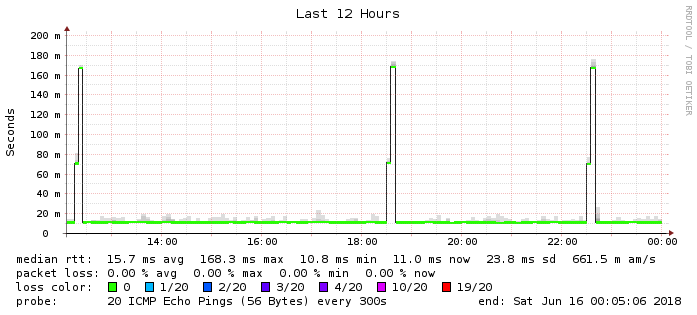 Last 12 Hours
RRDTOOL / TOBI OETIKER
Seconds
200 m
180 m
160 m
140 m
120 m
100 m
80 m
60 m
40 m
20 m
0
14:00 16:00 18:00 20:00 22:00 00:00
median rtt: 15.7 ms avg 168.3 ms max 10.8 ms min 11.0 ms now 23.8 ms sd 661.5 m am/s
packet loss: 0.00 % avg 0.00 % max 0.00 % min 0.00 % now
loss color: 0 1/20 2/20 3/20 4/20 10/20 19/20
probe: 20 ICMP Echo Pings (56 Bytes) every 300s end: Sat Jun 16 00:05:06 2018